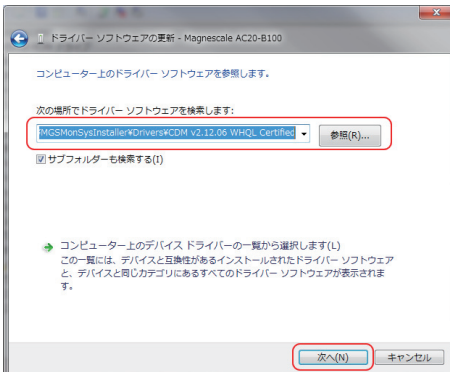 ドライバー ソフトウェアの更新 - Magnescale AC20-B100
コンピューター上のドライバー ソフトウェアを参照します。
次の場所でドライバー ソフトウェアを検索します:
MGSMonSysInstaller¥Drivers¥CDM v2.12.06 WHQL Certified
参照(R)...
サブフォルダーも検索する(I)
コンピューター上のデバイス ドライバーの一覧から選択します(L)
この一覧には、デバイスと互換性があるインストールされたドライバー ソフトウェア
と、デバイスと同じカテゴリにあるすべてのドライバー ソフトウェアが表示されま
す。
次へ(N)
キャンセル